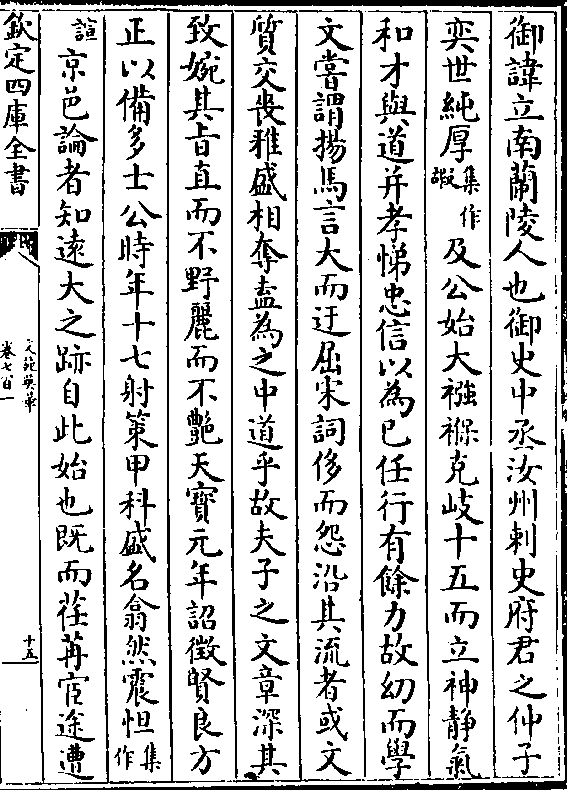 御諱立南蘭陵人也御史中丞汝州刺史府君之仲子
奕世純厚集作嘏及公始大襁褓克岐十五而立神靜氣
和才與道并孝悌忠信以為已任行有餘力故幼而學
文嘗謂揚馬言大而迂屈宋詞侈而怨沿其流者或文
質交喪雅鄭相奪盍為之中道乎故夫子之文章深其
致婉其旨直而不野麗而不艶天寶元年詔徴賢良方
正以備多士公時年十七射策甲科盛名翕然震怛集作
諠京邑論者知逺大之跡自此始也既而荏苒宦途遭
欽定四庫全書
文苑英華
卷七百一
十五